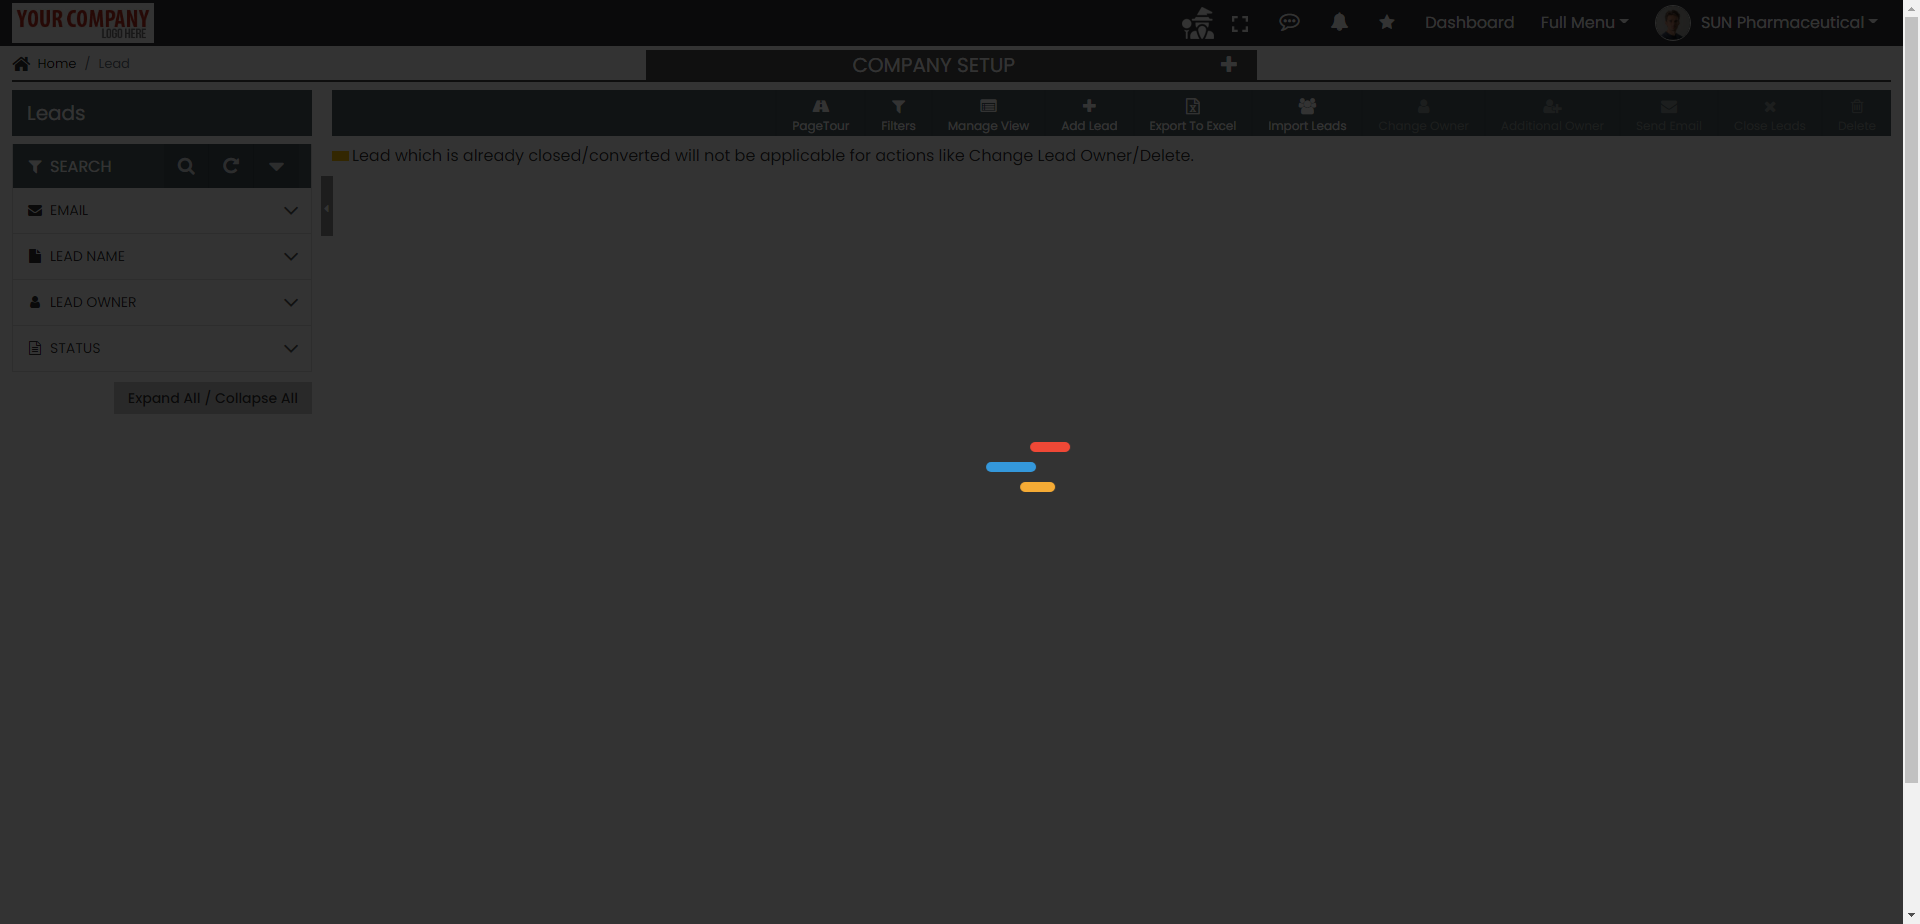 YOUR COMPANY
LOGO HERE
Dashboard
Full Menu
SUN Pharmaceutical
Home / Lead
COMPANY SETUP
Leads
PageTour
Filters
Manage View
Add Lead
Export To Excel
Import Leads
Change Owner
Additional Owner
Send Email
Close Leads
Delete
SEARCH
Lead which is already closed/converted will not be applicable for actions like Change Lead Owner/Delete.
EMAIL
LEAD NAME
LEAD OWNER
STATUS
Expand All / Collapse All